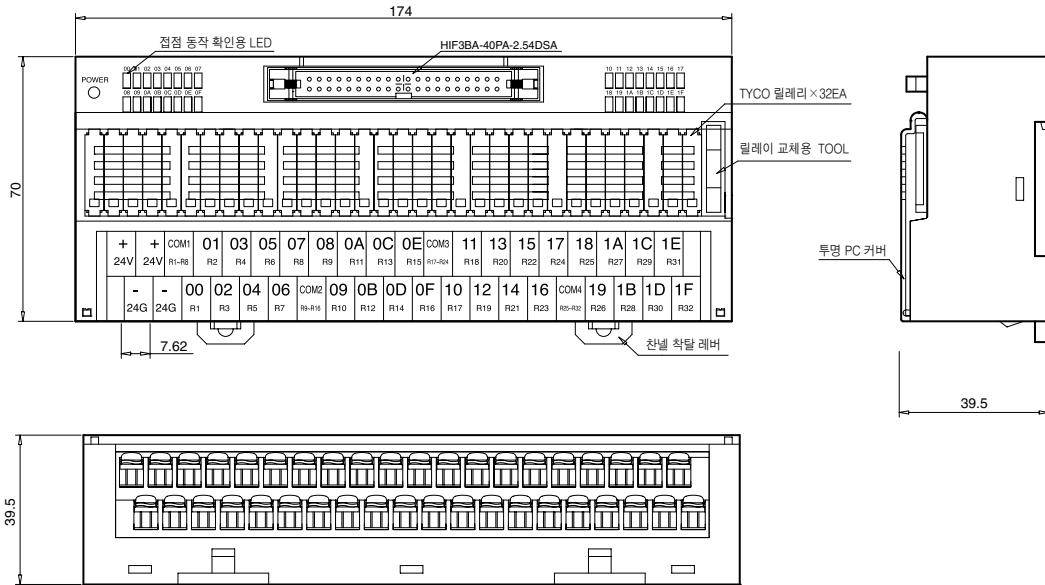 174
접점 동작 확인용 LED
HIF3BA-40PA-2.54DSA
POWER
00 01 02 03 04 05 06 07
08 09 0A 0B 0C 0D 0E 0F
10 11 12 13 14 15 16 17
18 19 1A 1B 1C 1D 1E 1F
TYCO 릴레리×32EA
릴레이 교체용 TOOL
70
+ + COM1 01 03 05 07 08 0A 0C 0E COM3 11 13 15 17 18 1A 1C 1E
24V 24V R1~R8 R2 R4 R6 R8 R9 R11 R13 R15 R17~R24 R18 R20 R22 R24 R25 R27 R29 R31
- - 00 02 04 06 COM2 09 0B 0D 0F 10 12 14 16 COM4 19 1B 1D 1F
24G 24G R1 R3 R5 R7 R9~R16 R10 R12 R14 R16 R17 R19 R21 R23 R25~R32 R26 R28 R30 R32
7.62
찬넬 착탈 레버
투명 PC 커버
39.5
39.5